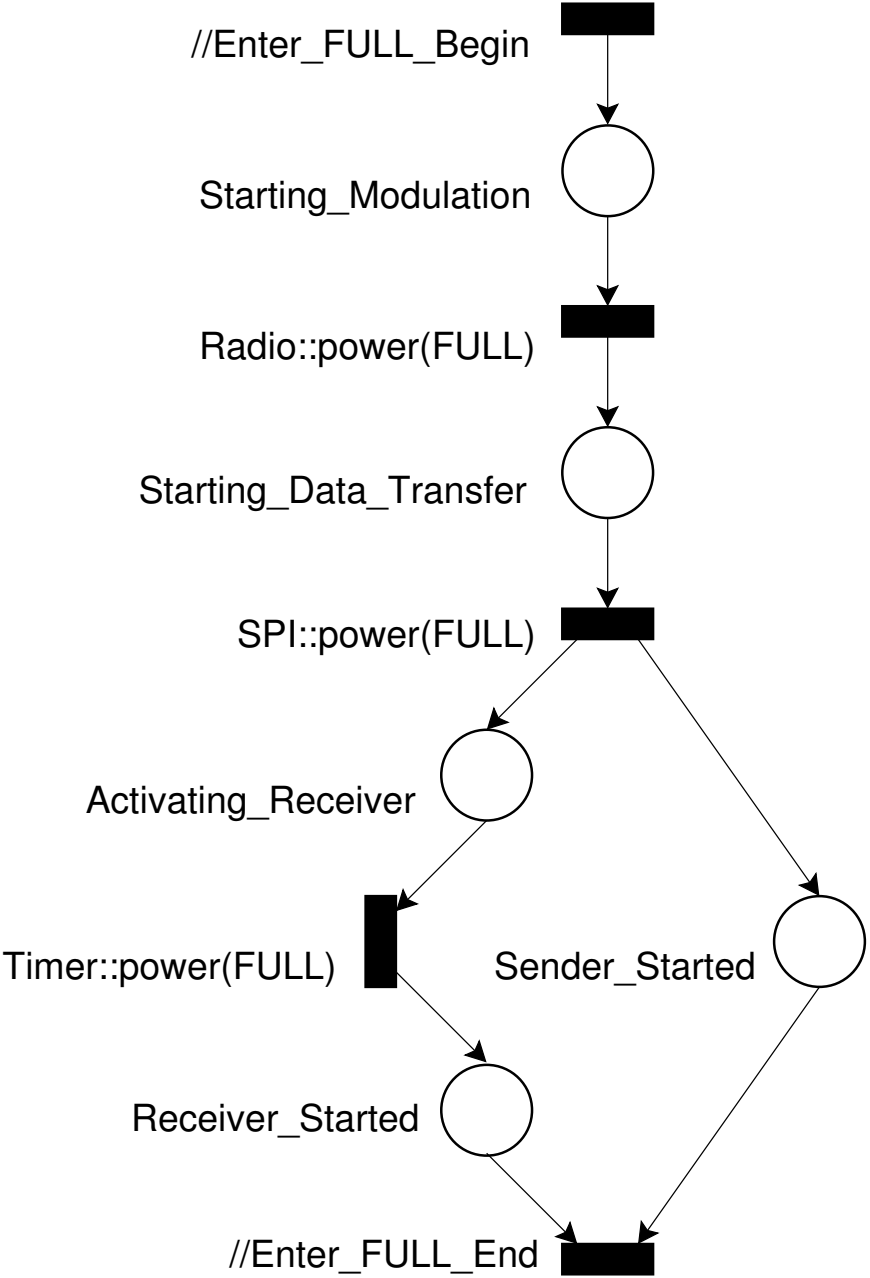 //Enter_FULL_Begin
Starting_Modulation
Radio::power(FULL)
Starting_Data_Transfer
SPI::power(FULL)
Activating_Receiver
Timer::power(FULL)
Sender_Started
Receiver_Started
//Enter_FULL_End